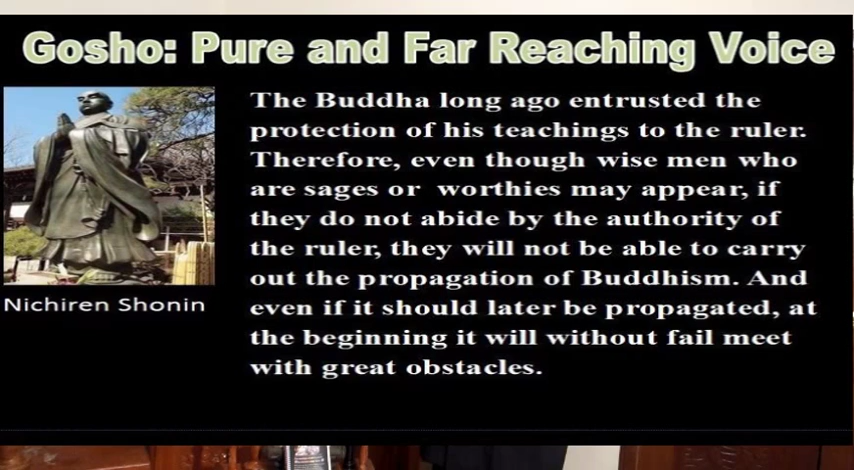 Gosho: Pure and Far Reaching Voice
The Buddha long ago entrusted the
protection of his teachings to the ruler.
Therefore, even though wise men who
are sages or worthies may appear, if
they do not abide by the authority of
the ruler, they will not be able to carry
out the propagation of Buddhism. And
even if it should later be propagated, at
the beginning it will without fail meet
with great obstacles.
Nichiren Shonin